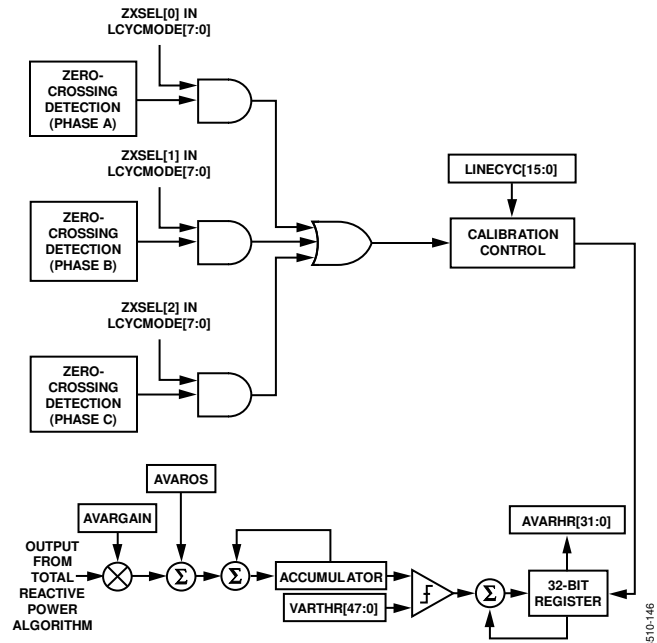 ZXSEL[0] IN
LCYCMODE[7:0]
ZERO-
CROSSING
DETECTION
(PHASE A)
ZXSEL[1] IN
LCYCMODE[7:0]
ZERO-
CROSSING
DETECTION
(PHASE B)
LINECYC[15:0]
CALIBRATION
CONTROL
ZXSEL[2] IN
LCYCMODE[7:0]
ZERO-
CROSSING
DETECTION
(PHASE C)
AVAROS
AVARGAIN
AVARHR[31:0]
OUTPUT
FROM
TOTAL
REACTIVE
POWER
ALGORITHM
Σ
Σ
ACCUMULATOR
VARTHR[47:0]
Σ
32-BIT
REGISTER
510-146